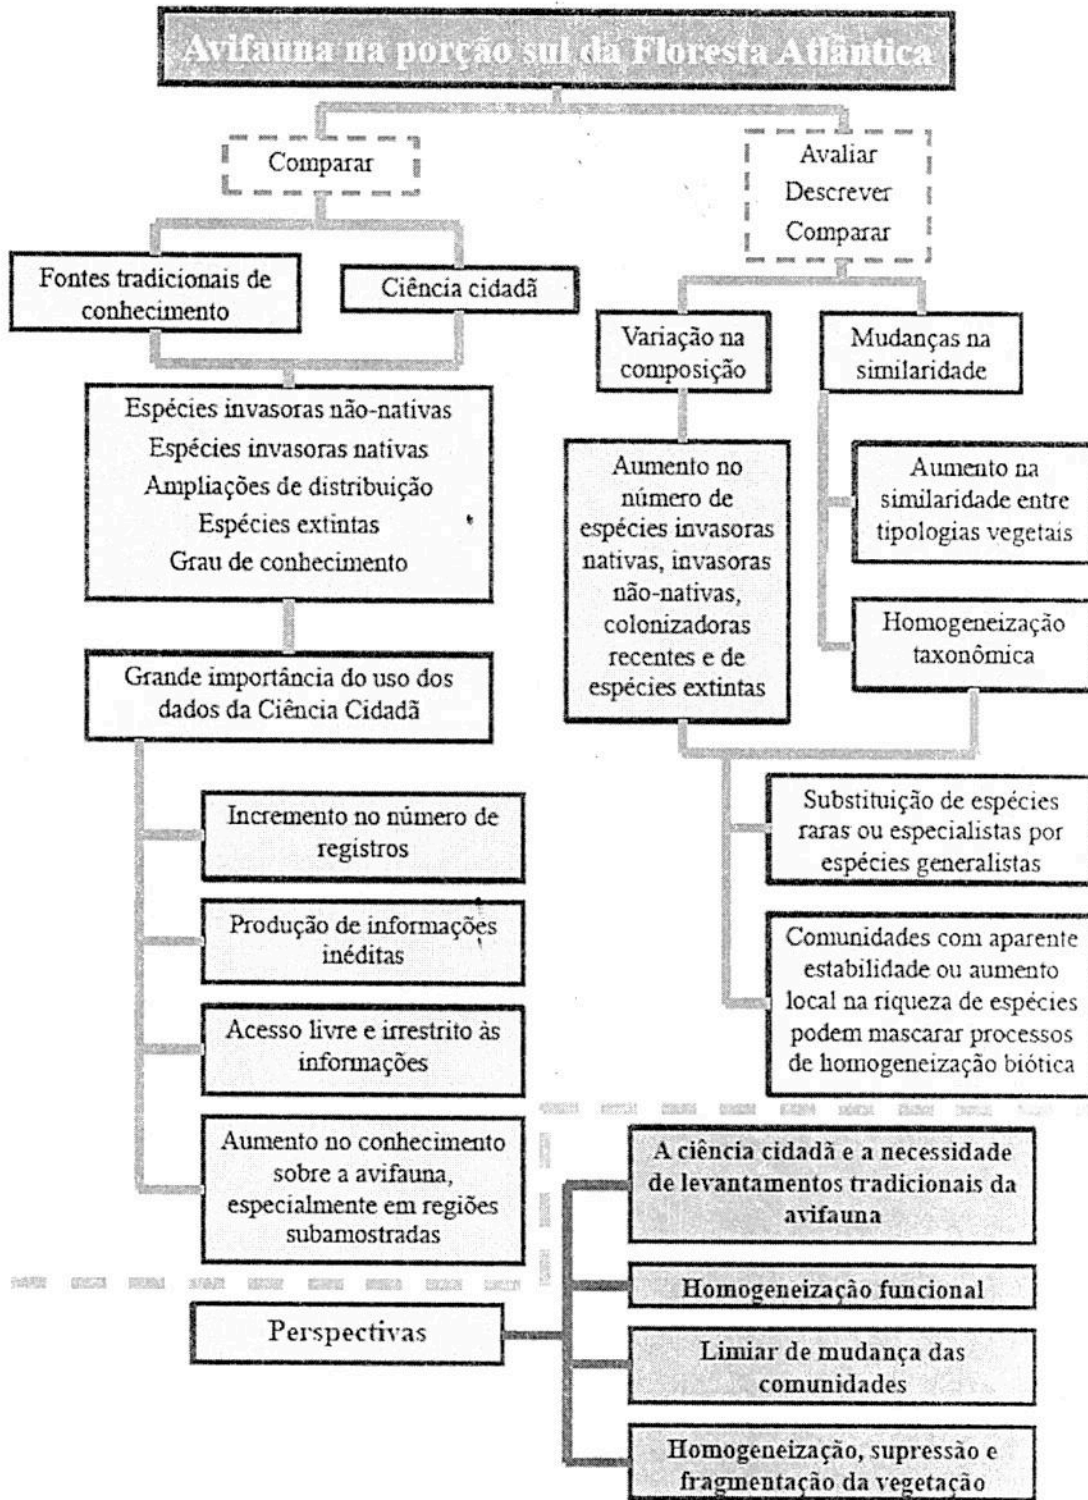 Avifauna na porção sul da Floresta Atlântica
Comparar
Fontes tradicionais de
conhecimento
Ciência cidadã
Espécies invasoras não-nativas
Espécies invasoras nativas
Ampliações de distribuição
Espécies extintas
Grau de conhecimento
Grande importância do uso dos
dados da Ciência Cidadã
Incremento no número de
registros
Produção de informações
inéditas
Acesso livre e irrestrito às
informações
Aumento no conhecimento
sobre a avifauna,
especialmente em regiões
subamostradas
Avaliar
Descrever
Comparar
Variação na
composição
Mudanças na
similaridade
Aumento no
número de
espécies invasoras
nativas, invasoras
não-nativas,
colonizadoras
recentes e de
espécies extintas
Aumento na
similaridade entre
tipologias vegetais
Homogeneização
taxonômica
Substituição de espécies
raras ou especialistas por
espécies generalistas
Comunidades com aparente
estabilidade ou aumento
local na riqueza de espécies
podem mascarar processos
de homogeneização biótica
Perspectivas
A ciência cidadã e a necessidade
de levantamentos tradicionais da
avifauna
Homogeneização funcional
Limiar de mudança das
comunidades
Homogeneização, supressão e
fragmentação da vegetação